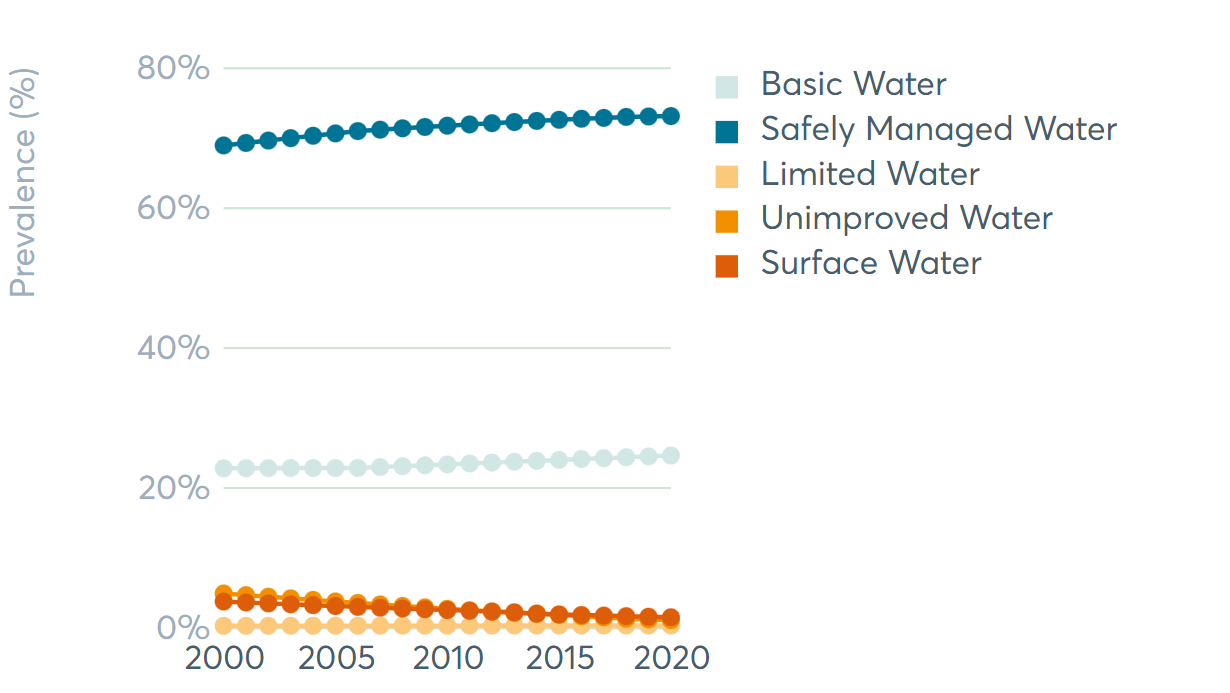 Prevalence (%)
80%
60%
40%
20%
0%
2000 2005 2010 2015 2020
Basic Water
Safely Managed Water
Limited Water
Unimproved Water
Surface Water